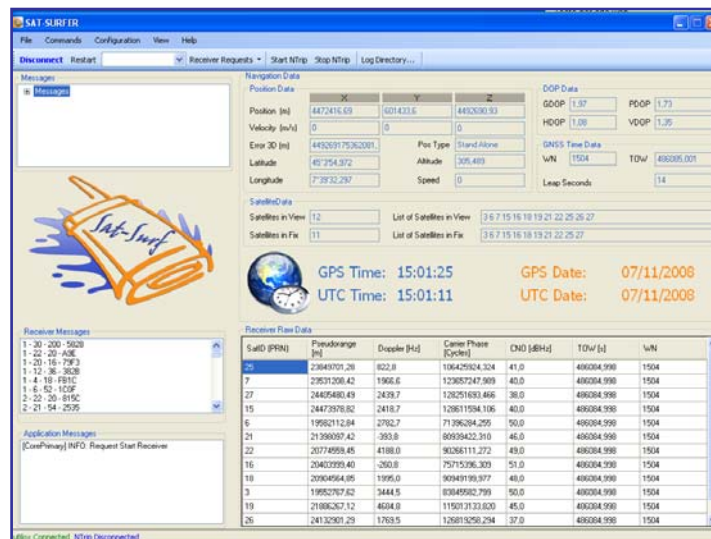 SAT-SURFER
File Commands Configuration View Help
Disconnect Restart Receiver Requests Start NTrip Stop NTrip Log Directory...
Messages
Messages
Navigation Data
Position Data
X Y Z
Position (m) 4472416,69 601433,6 4492690,93
Velocity (m/s) 0 0 0
Error 3D (m) 449269175362001, Pos Type Stand Alone
Latitude 45°3'54,972 Altitude 305,489
Longitude 7°39'32,297 Speed 0
DOP Data
GDOP 1,97 PDOP 1,73
HDOP 1,08 VDOP 1,35
GNSS Time Data
WN 1504 TOW 486085,001
Leap Seconds 14
SatelliteData
Satellites in View 12 List of Satellites in View 3 6 7 15 16 18 19 21 22 25 26 27
Satellites in Fix 11 List of Satellites in Fix 3 6 7 15 16 18 19 21 22 25 27
Sat-Surf
GPS Time: 15:01:25 GPS Date: 07/11/2008
UTC Time: 15:01:11 UTC Date: 07/11/2008
Receiver Messages
1 - 30 - 200 - 582B
1 - 22 - 20 - A9E
1 - 20 - 16 - 79F3
1 - 12 - 36 - 382B
1 - 4 - 18 - FB1C
1 - 6 - 52 - 1C0F
2 - 22 - 20 - 815C
2 - 21 - 54 - 2535
Application Messages
[CorePrimary] INFO: Request Start Receiver
Receiver Raw Data
SatID (PRN) Pseudorange [m] Doppler [Hz] Carrier Phase [Cycles] CNO [dBHz] TOW [s] WN
25 23849701,28 822,8 106425924,324 41,0 486084,998 1504
7 23531208,42 1966,6 123657247,909 40,0 486084,998 1504
27 24405480,49 2439,7 128251693,466 38,0 486084,998 1504
15 24473978,82 2418,7 128611594,106 40,0 486084,998 1504
6 19582112,84 2782,7 71396284,255 50,0 486084,998 1504
21 21398097,42 -393,8 80939422,310 46,0 486084,998 1504
22 20774559,45 4188,0 90266111,272 49,0 486084,998 1504
16 20403999,40 -260,8 75715396,309 51,0 486084,998 1504
18 20904564,85 1995,0 90949199,977 48,0 486084,998 1504
3 19552767,62 3444,5 83845582,799 50,0 486084,998 1504
19 21886267,12 4684,8 115013133,820 45,0 486084,998 1504
26 24132901,29 1769,5 126819258,294 37,0 486084,998 1504
Connected NTrip Disconnected